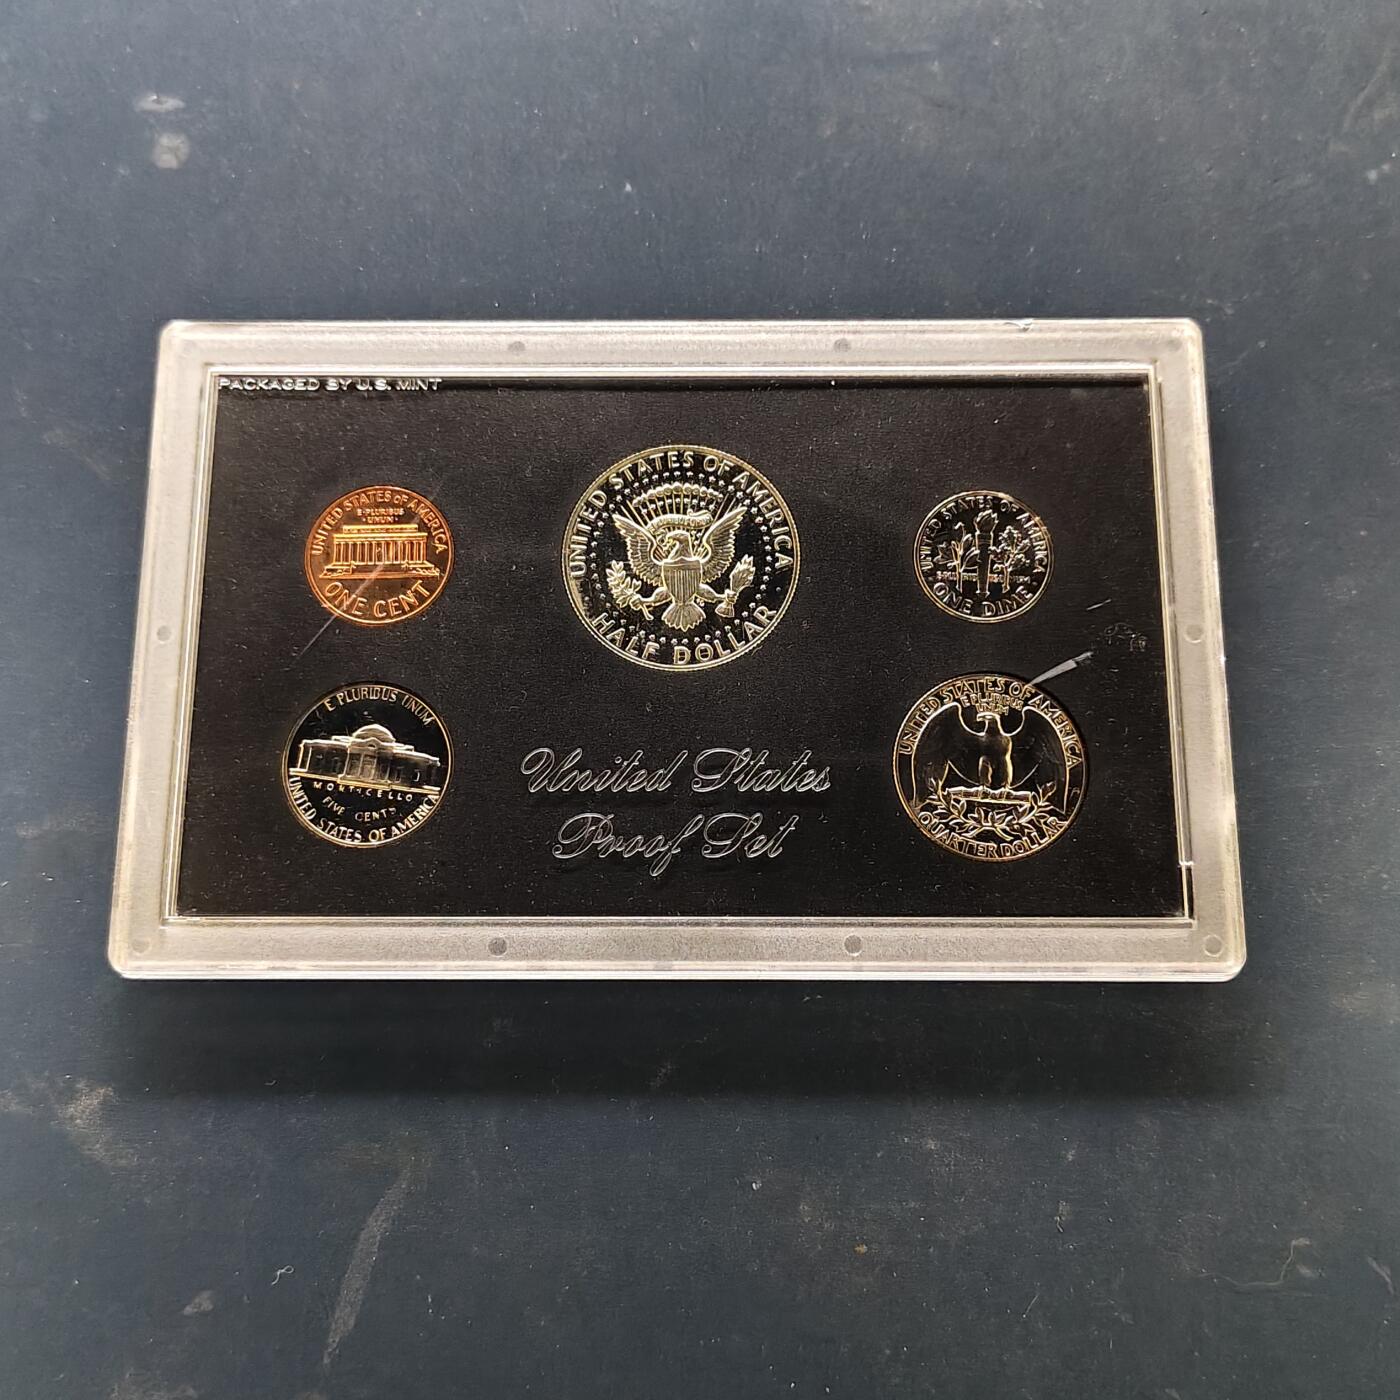 PACKAGED BY U.S. MINT
UNITED STATES OF AMERICA
E·PLURIBUS
·UNUM·
ONE CENT
UNITED STATES OF AMERICA
HALF DOLLAR
UNITED STATES OF AMERICA
ONE DIME
E PLURIBUS UNUM
MONTICELLO
FIVE CENTS
UNITED STATES OF AMERICA
United States
Proof Set
UNITED STATES OF AMERICA
E PLURIBUS
UNUM
QUARTER DOLLAR